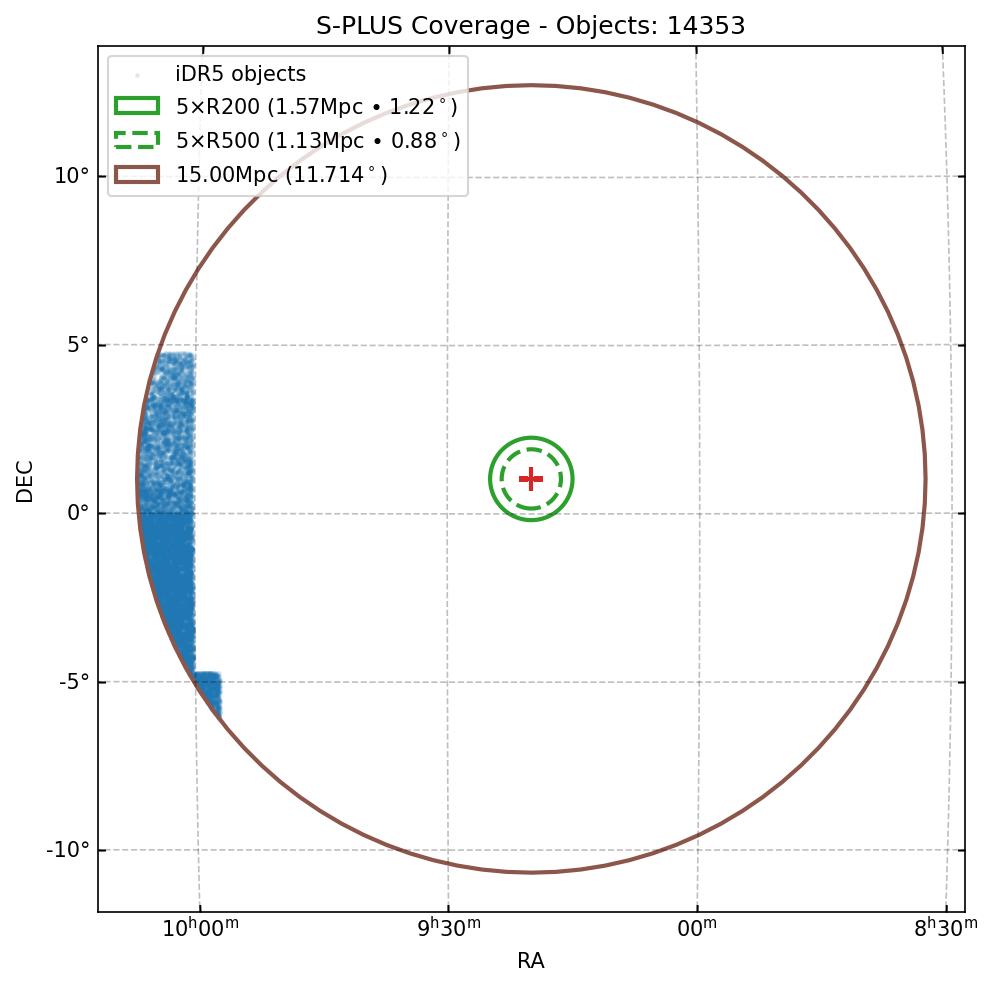 S-PLUS Coverage - Objects: 14353
iDR5 objects
5×R200 (1.57Mpc • 1.22°)
5×R500 (1.13Mpc • 0.88°)
15.00Mpc (11.714°)
10°
5°
0°
-5°
-10°
DEC
10h00m 9h30m 00m 8h30m
RA